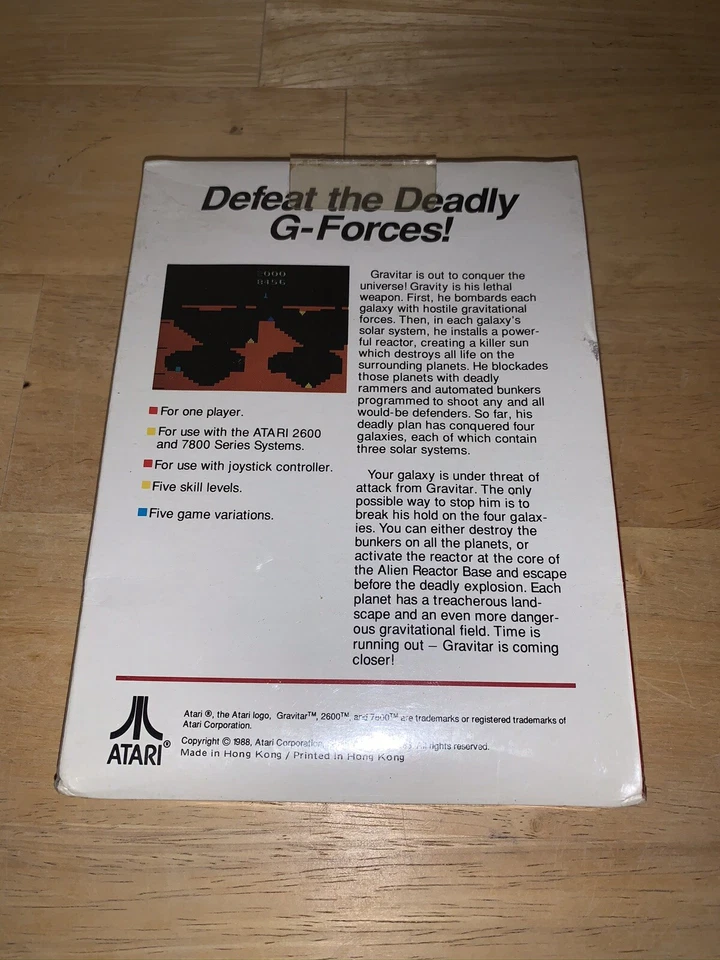 Defeat the Deadly
G-Forces!
8456
For one player.
For use with the ATARI 2600
and 7800 Series Systems.
For use with joystick controller.
Five skill levels.
Five game variations.
Gravitar is out to conquer the
universe! Gravity is his lethal
weapon. First, he bombards each
galaxy with hostile gravitational
forces. Then, in each galaxy's
solar system, he installs a power-
ful reactor, creating a killer sun
which destroys all life on the
surrounding planets. He blockades
those planets with deadly
rammers and automated bunkers
programmed to shoot any and all
would-be defenders. So far, his
deadly plan has conquered four
galaxies, each of which contain
three solar systems.
Your galaxy is under threat of
attack from Gravitar. The only
possible way to stop him is to
break his hold on the four galax-
ies. You can either destroy the
bunkers on all the planets, or
activate the reactor at the core of
the Alien Reactor Base and escape
before the deadly explosion. Each
planet has a treacherous land-
scape and an even more danger-
ous gravitational field. Time is
running out – Gravitar is coming
closer!
ATARI®
Atari ®, the Atari logo, Gravitar™, 2600™, and 7800™ are trademarks or registered trademarks of
Atari Corporation.
Copyright © 1988, Atari Corporation, All rights reserved.
Made in Hong Kong / Printed in Hong Kong